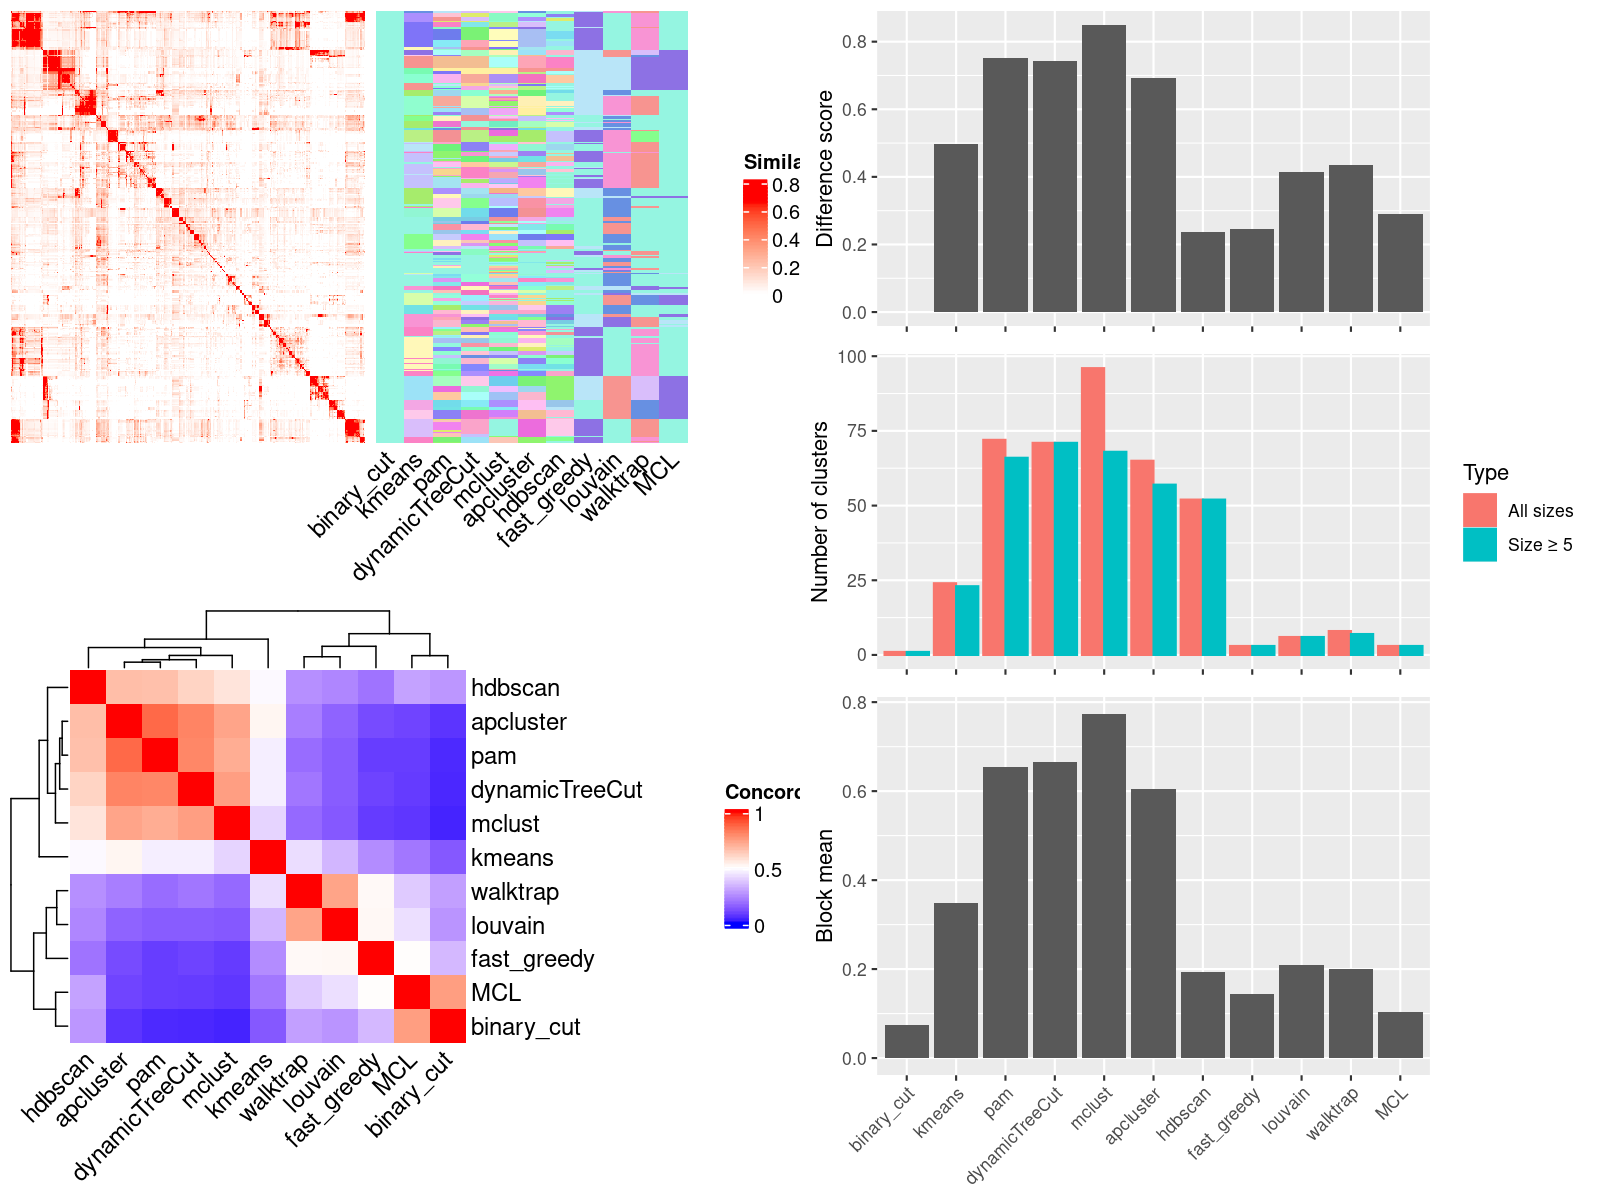 Simila
0.8
0.6
0.4
0.2
0
binary_cut
kmeans
pam
dynamicTreeCut
mclust
apcluster
hdbscan
fast_greedy
louvain
walktrap
MCL
hdbscan
apcluster
pam
dynamicTreeCut
mclust
kmeans
walktrap
louvain
fast_greedy
MCL
binary_cut
hdbscan
apcluster
pam
dynamicTreeCut
mclust
kmeans
walktrap
louvain
fast_greedy
MCL
binary_cut
Concord
1
0.5
0
Difference score
0.8
0.6
0.4
0.2
0.0
Number of clusters
100
75
50
25
0
Type
All sizes
Size ≥ 5
Block mean
0.8
0.6
0.4
0.2
0.0
binary_cut
kmeans
pam
dynamicTreeCut
mclust
apcluster
hdbscan
fast_greedy
louvain
walktrap
MCL